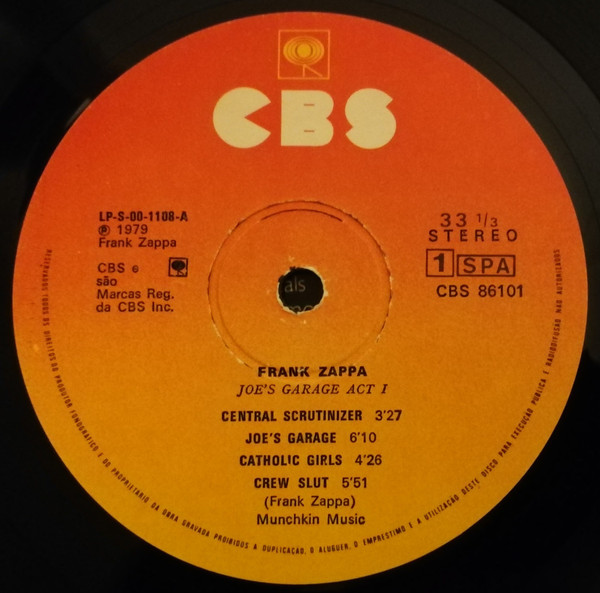 CBS
LP-S-00-1108-A
℗ 1979
Frank Zappa
CBS e
são
Marcas Reg.
da CBS Inc.
33 1/3
STEREO
1 SPA
CBS 86101
ais
FRANK ZAPPA
JOE'S GARAGE ACT I
CENTRAL SCRUTINIZER 3'27
JOE'S GARAGE 6'10
CATHOLIC GIRLS 4'26
CREW SLUT 5'51
(Frank Zappa)
Munchkin Music
RESERVADOS TODOS OS DIREITOS DO PRODUTOR FONOGRÁFICO E DO PROPRIETÁRIO DA OBRA GRAVADA PROIBIDOS A DUPLICAÇÃO, O ALUGUER, O EMPRESTIMO E A UTILIZAÇÃO DESTE DISCO PARA EXECUÇÃO PÚBLICA E RADIODIFUSÃO NÃO AUTORIZADOS